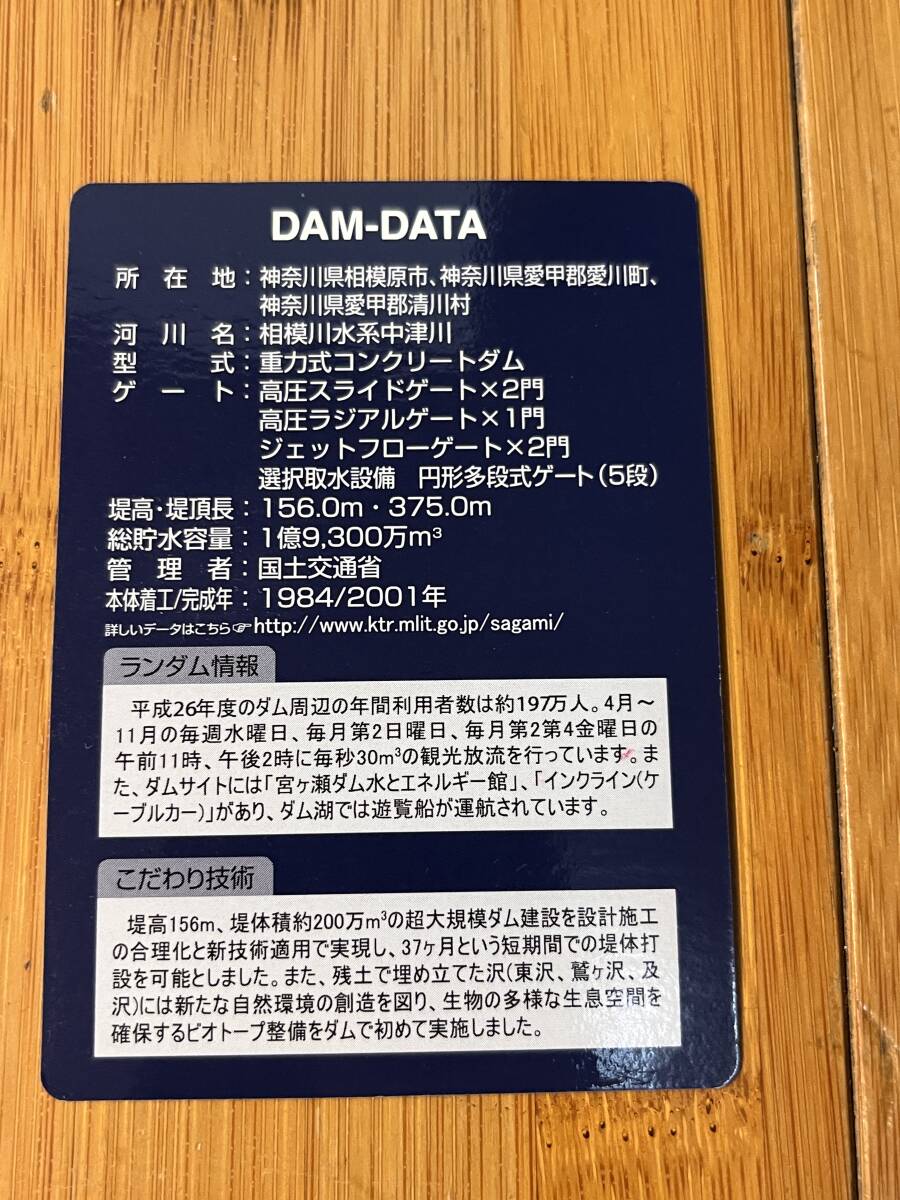 DAM-DATA
所在地：神奈川県相模原市、神奈川県愛甲郡愛川町、
神奈川県愛甲郡清川村
河川名：相模川水系中津川
型式：重力式コンクリートダム
ゲート：高圧スライドゲート×2門
高圧ラジアルゲート×1門
ジェットフローゲート×2門
選択取水設備　円形多段式ゲート（5段）
堤高・堤頂長：156.0m・375.0m
総貯水容量：1億9,300万m³
管理者：国土交通省
本体着工/完成年：1984/2001年
詳しいデータはこちら☞http://www.ktr.mlit.go.jp/sagami/
ランダム情報
平成26年度のダム周辺の年間利用者数は約197万人。4月～
11月の毎週水曜日、毎月第2日曜日、毎月第2第4金曜日の
午前11時、午後2時に毎秒30m³の観光放流を行っています。ま
た、ダムサイトには「宮ヶ瀬ダム水とエネルギー館」、「インクライン(ケ
ーブルカー)」があり、ダム湖では遊覧船が運航されています。
こだわり技術
堤高156m、堤体積約200万m³の超大規模ダム建設を設計施工
の合理化と新技術適用で実現し、37ヶ月という短期間での堤体打
設を可能としました。また、残土で埋め立てた沢(東沢、鷲ヶ沢、及
沢)には新たな自然環境の創造を図り、生物の多様な生息空間を
確保するビオトープ整備をダムで初めて実施しました。